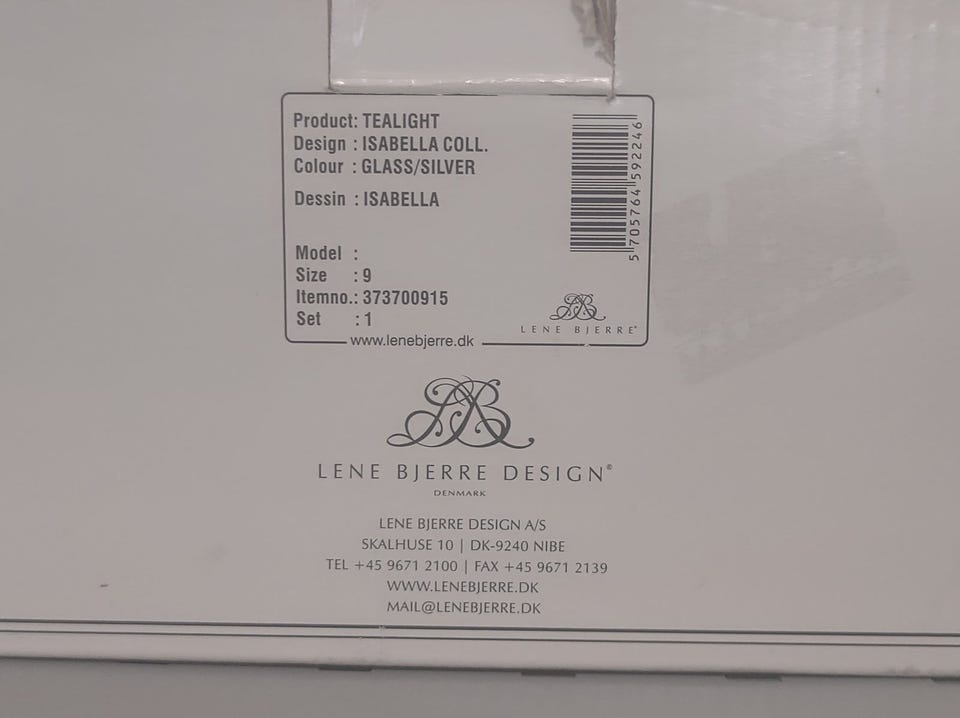 Product: TEALIGHT
Design : ISABELLA COLL.
Colour : GLASS/SILVER
Dessin : ISABELLA
Model :
Size : 9
Itemno.: 373700915
Set : 1
www.lenebjerre.dk
5705764592246
LENE BJERRE®
LENE BJERRE DESIGN®
DENMARK
LENE BJERRE DESIGN A/S
SKALHUSE 10 | DK-9240 NIBE
TEL +45 9671 2100 | FAX +45 9671 2139
WWW.LENEBJERRE.DK
MAIL@LENEBJERRE.DK